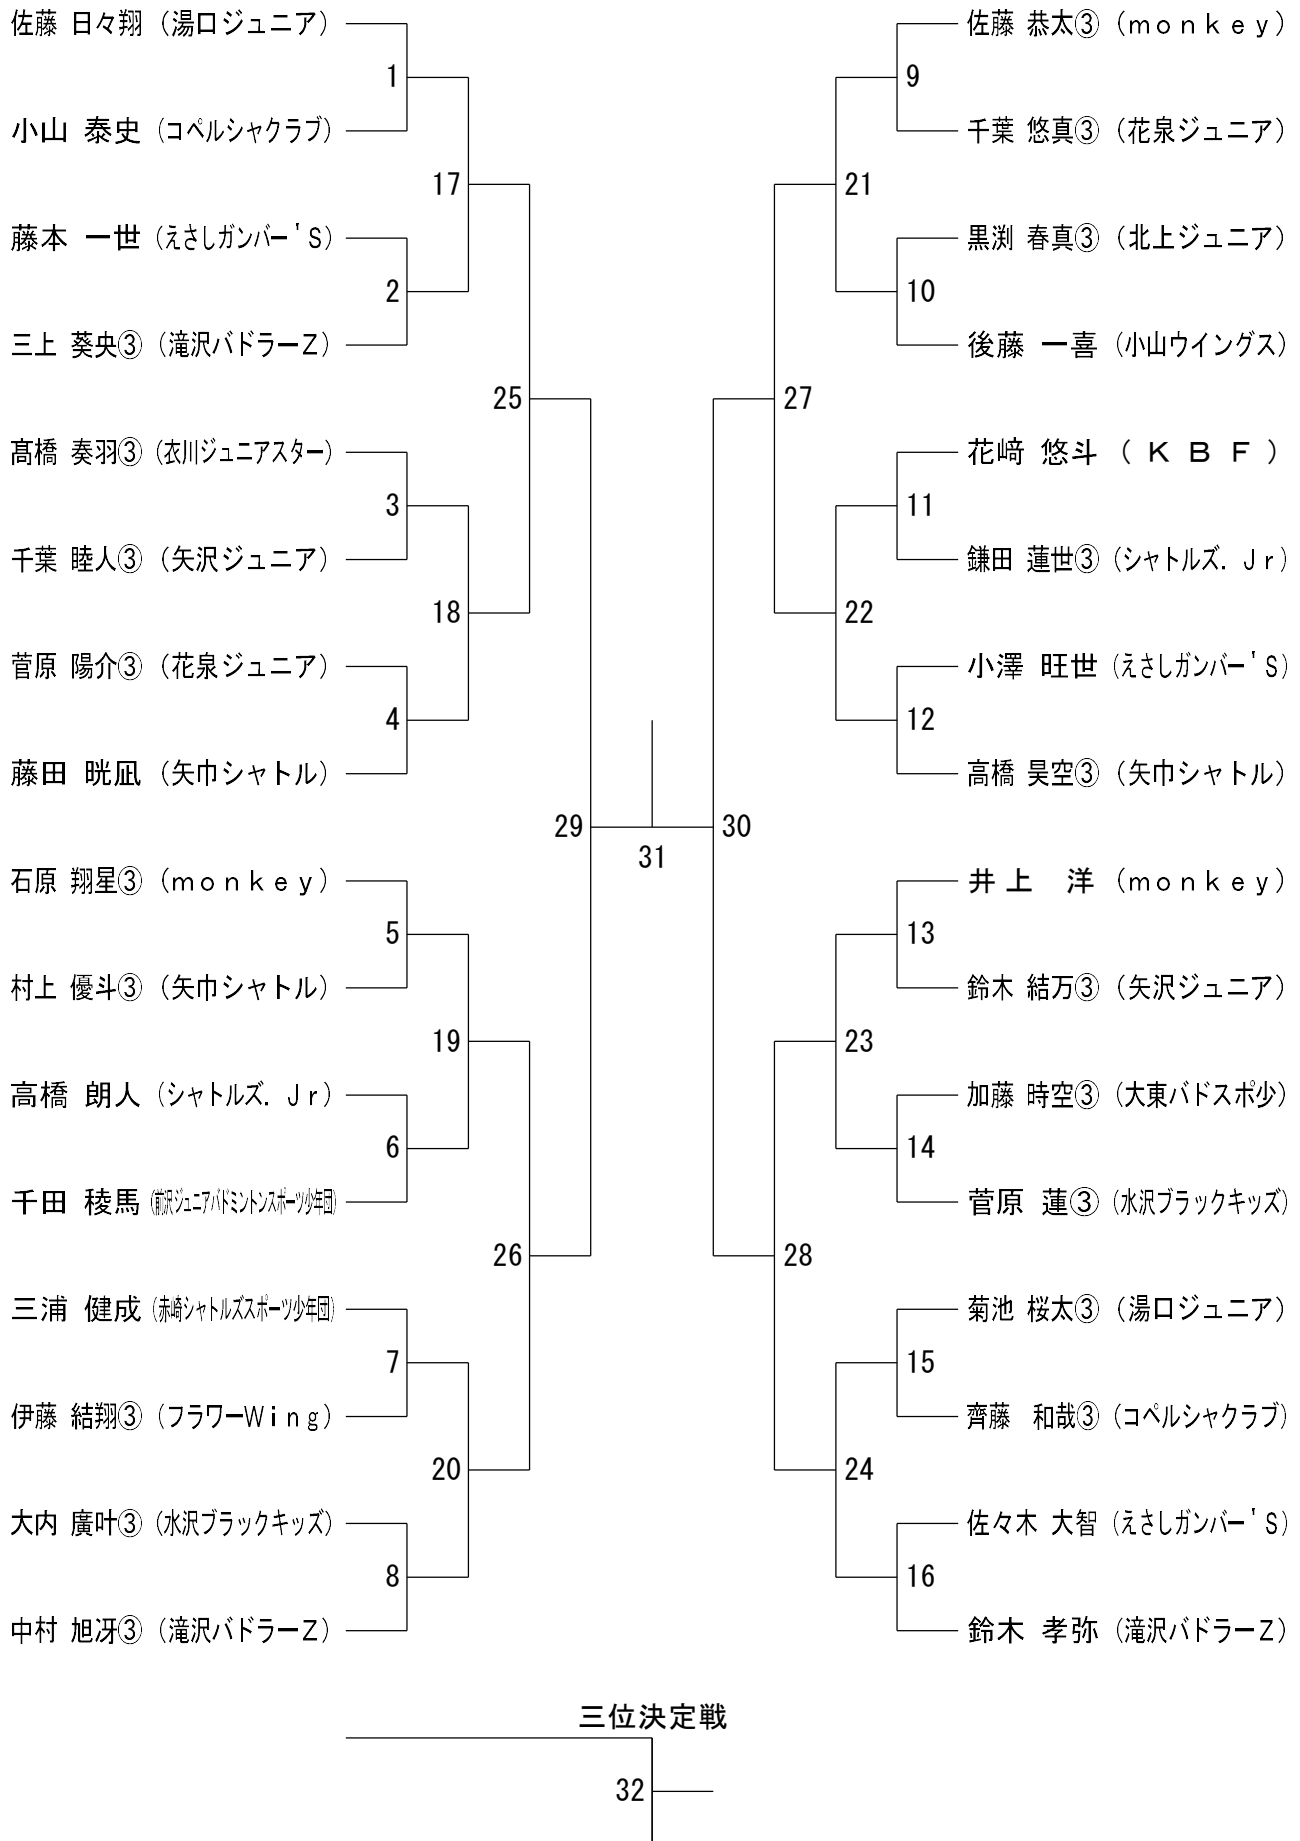 佐藤 日々翔 (湯口ジュニア)
1
小山 泰史 (コペルシャクラブ)
17
藤本 一世 (えさしガンバー'S)
2
三上 葵央③ (滝沢バドラーZ)
25
髙橋 奏羽③ (衣川ジュニアスター)
3
千葉 睦人③ (矢沢ジュニア)
18
菅原 陽介③ (花泉ジュニア)
4
藤田 晄凪 (矢巾シャトル)
29
石原 翔星③ (monkey)
5
村上 優斗③ (矢巾シャトル)
19
高橋 朗人 (シャトルズ. Jr)
6
千田 稜馬 (前沢ジュニアバドミントンスポーツ少年団)
26
三浦 健成 (赤崎シャトルズスポーツ少年団)
7
伊藤 結翔③ (フラワーWing)
20
大内 廣叶③ (水沢ブラックキッズ)
8
中村 旭冴③ (滝沢バドラーZ)
31
佐藤 恭太③ (monkey)
9
千葉 悠真③ (花泉ジュニア)
21
黒渕 春真③ (北上ジュニア)
10
後藤 一喜 (小山ウイングス)
27
花﨑 悠斗 (KBF)
11
鎌田 蓮世③ (シャトルズ. Jr)
22
小澤 旺世 (えさしガンバー'S)
12
高橋 昊空③ (矢巾シャトル)
30
井上 洋 (monkey)
13
鈴木 結万③ (矢沢ジュニア)
23
加藤 時空③ (大東バドスポ少)
14
菅原 蓮③ (水沢ブラックキッズ)
28
菊池 桜太③ (湯口ジュニア)
15
齊藤 和哉③ (コペルシャクラブ)
24
佐々木 大智 (えさしガンバー'S)
16
鈴木 孝弥 (滝沢バドラーZ)
三位決定戦
32